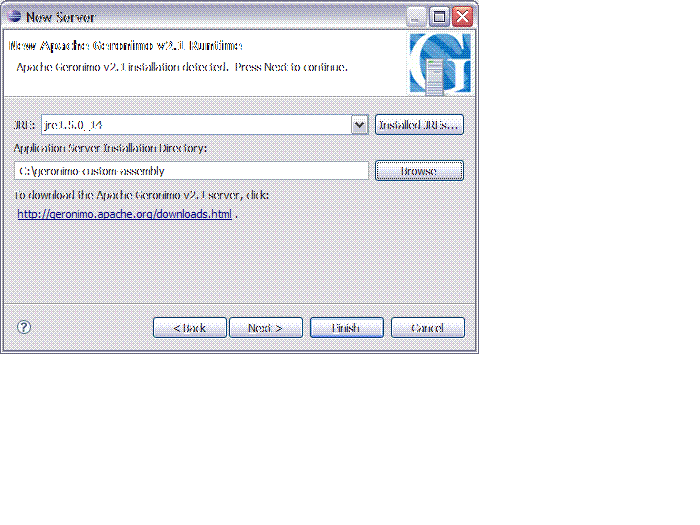 New Server
New Apache Geronimo v2.1 Runtime
Apache Geronimo v2.1 installation detected. Press Next to continue.
JRE: jre1.5.0_14 Installed JREs...
Application Server Installation Directory:
C:\geronimo-custom-assembly Browse
To download the Apache Geronimo v2.1 server, click:
http://geronimo.apache.org/downloads.html .
? < Back Next > Finish Cancel